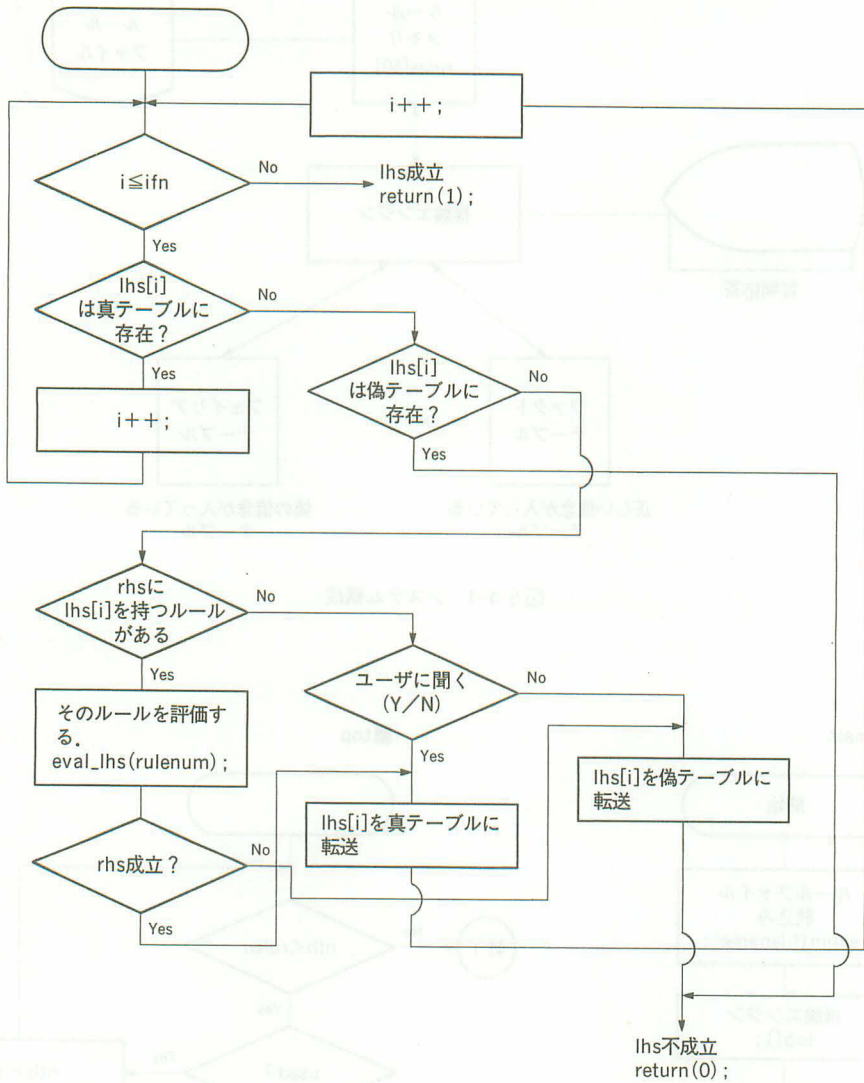 i++;
i≦ifn
No
lhs成立
return(1);
Yes
lhs[i]
は真テーブルに
存在？
No
Yes
i++;
lhs[i]
は偽テーブルに
存在？
No
Yes
rhsに
lhs[i]を持つルール
がある
No
Yes
ユーザに聞く
(Y／N)
No
Yes
そのルールを評価す
る.
eval_lhs(rulenum);
lhs[i]を真テーブルに
転送
lhs[i]を偽テーブルに
転送
rhs成立？
No
Yes
lhs不成立
return(0);